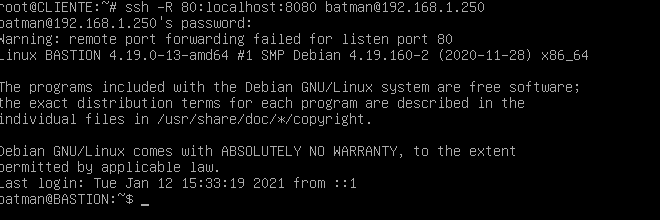 root@CLIENTE:~# ssh -R 80:localhost:8080 batman@192.168.1.250
batman@192.168.1.250's password:
Warning: remote port forwarding failed for listen port 80
Linux BASTION 4.19.0-13-amd64 #1 SMP Debian 4.19.160-2 (2020-11-28) x86_64
The programs included with the Debian GNU/Linux system are free software;
the exact distribution terms for each program are described in the
individual files in /usr/share/doc/*/copyright.
Debian GNU/Linux comes with ABSOLUTELY NO WARRANTY, to the extent
permitted by applicable law.
Last login: Tue Jan 12 15:33:19 2021 from ::1
batman@BASTION:~$ _